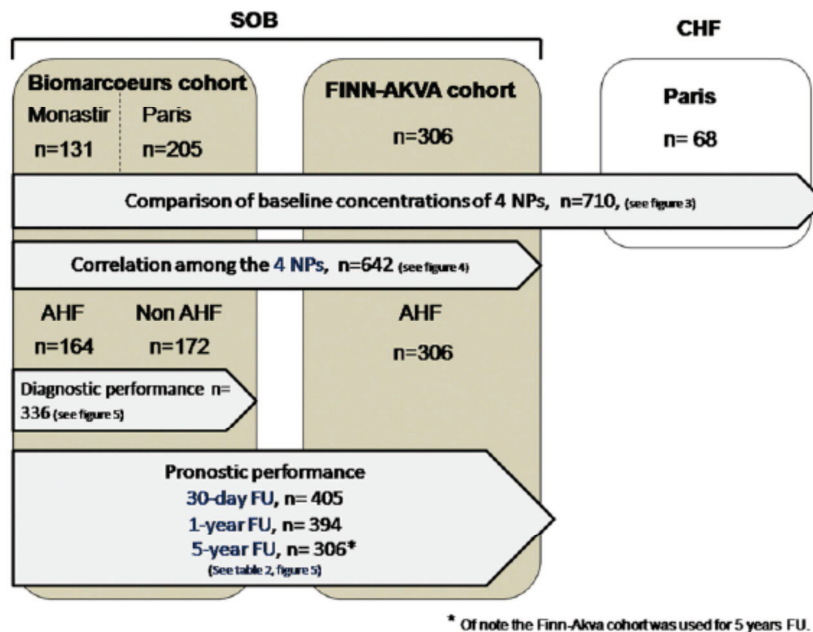 SOB
CHF
Biomarcoeurs cohort
Monastir Paris
n=131 n=205
FINN-AKVA cohort
n=306
Paris
n= 68
Comparison of baseline concentrations of 4 NPs, n=710, (see figure 3)
Correlation among the 4 NPs, n=642 (see figure 4)
AHF Non AHF
n=164 n=172
AHF
n=306
Diagnostic performance n=
336 (see figure 5)
Pronostic performance
30-day FU, n= 405
1-year FU, n= 394
5-year FU, n= 306*
(See table 2, figure 5)
* Of note the Finn-Akva cohort was used for 5 years FU.